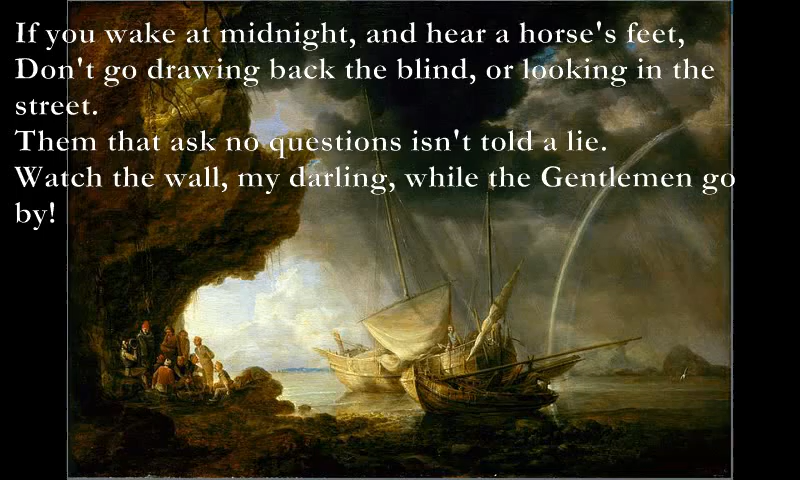 If you wake at midnight, and hear a horse's feet,
Don't go drawing back the blind, or looking in the
street.
Them that ask no questions isn't told a lie.
Watch the wall, my darling, while the Gentlemen go
by!